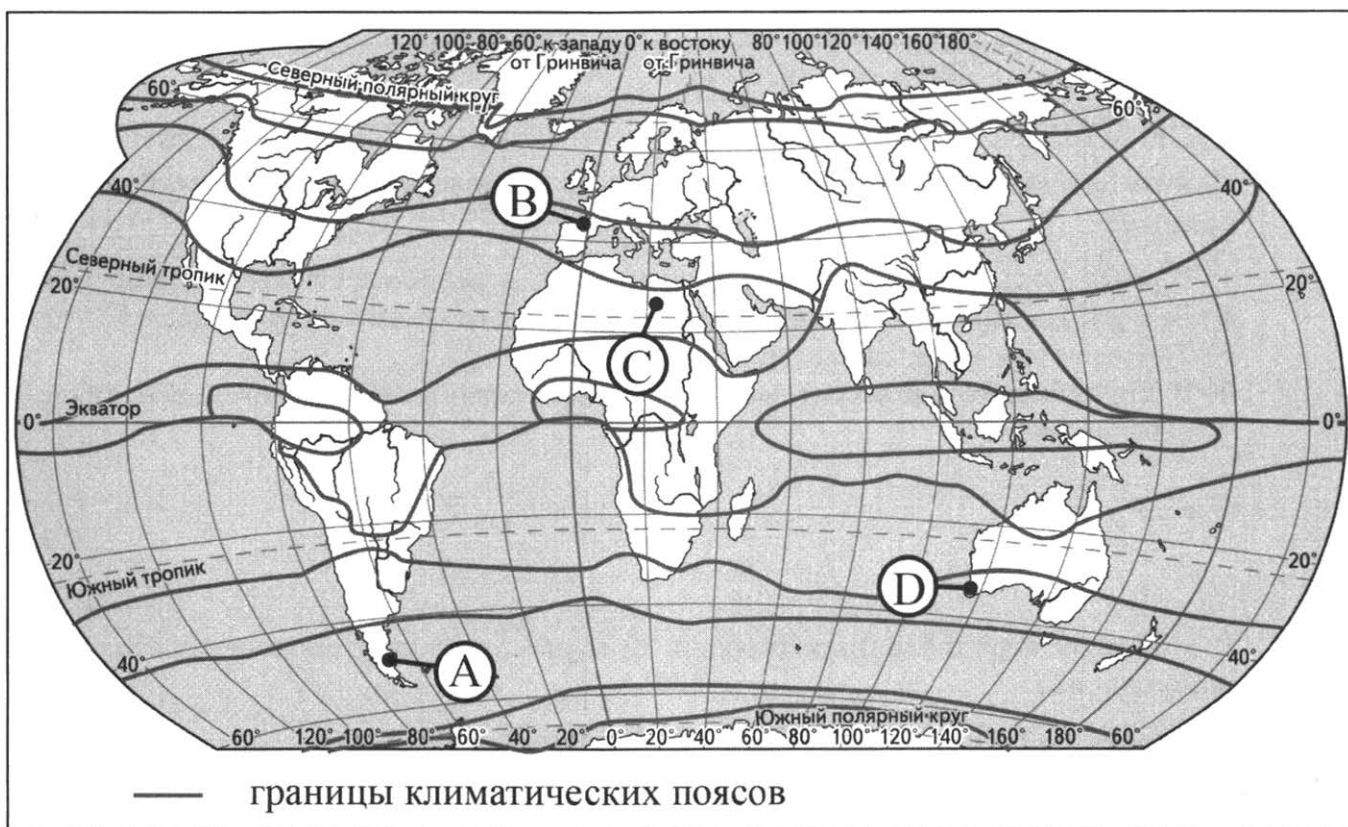 120° 100° 80° 60° к западу 0° к востоку 80° 100° 120° 140° 160° 180°
от Гринвича от Гринвича
Северный полярный круг
60° 60°
B
40° 40°
Северный тропик
20° 20°
C
Экватор
0° 0°
20° 20°
Южный тропик
D
40° 40°
A
Южный полярный круг
60° 120° 100° 80° 60° 40° 20° 0° 20° 40° 60° 80° 100° 120° 140° 160° 60°
границы климатических поясов